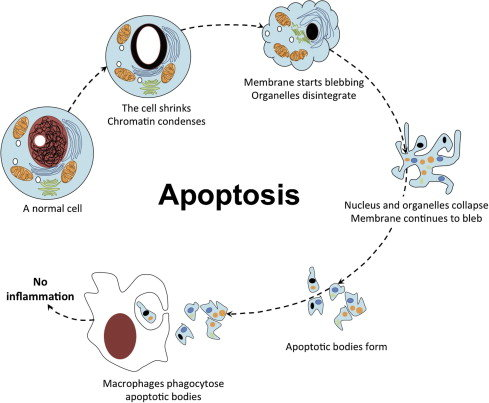 The cell shrinks
Chromatin condenses
Membrane starts blebbing
Organelles disintegrate
A normal cell
Apoptosis
Nucleus and organelles collapse
Membrane continues to bleb
No
inflammation
Apoptotic bodies form
Macrophages phagocytose
apoptotic bodies